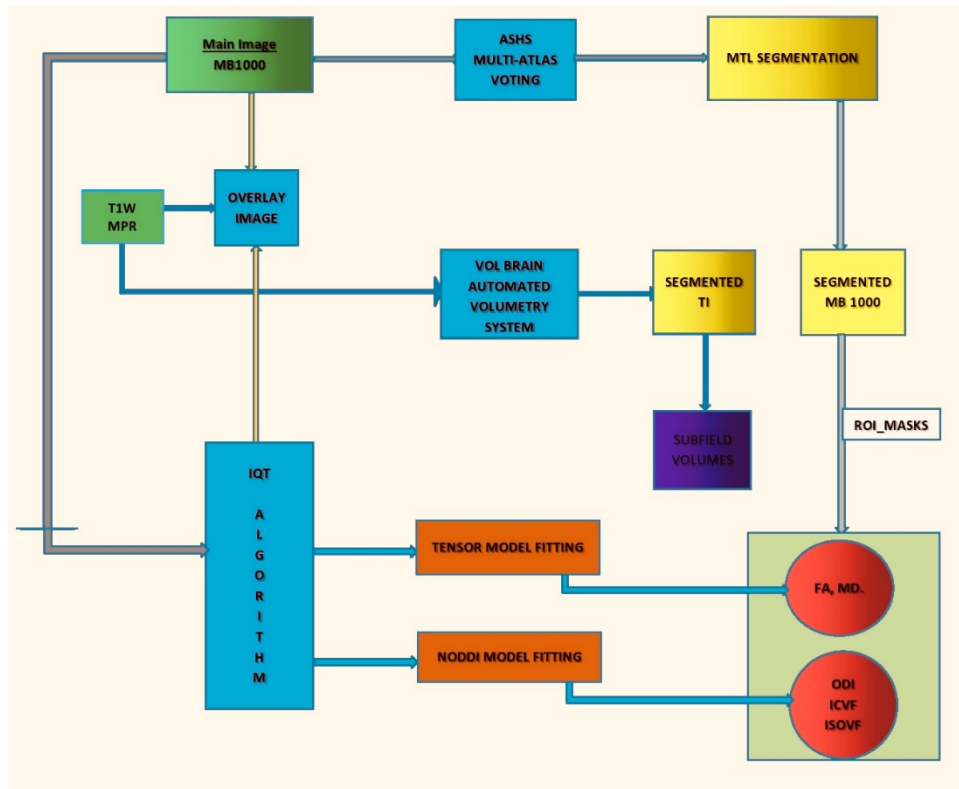 Main Image
MB1000
ASHS
MULTI-ATLAS
VOTING
MTL SEGMENTATION
T1W
MPR
OVERLAY
IMAGE
VOL BRAIN
AUTOMATED
VOLUMETRY
SYSTEM
SEGMENTED
TI
SEGMENTED
MB 1000
ROI_MASKS
SUBFIELD
VOLUMES
IQT
A
L
G
O
R
I
T
H
M
TENSOR MODEL FITTING
FA, MD.
NODDI MODEL FITTING
ODI
ICVF
ISOVF